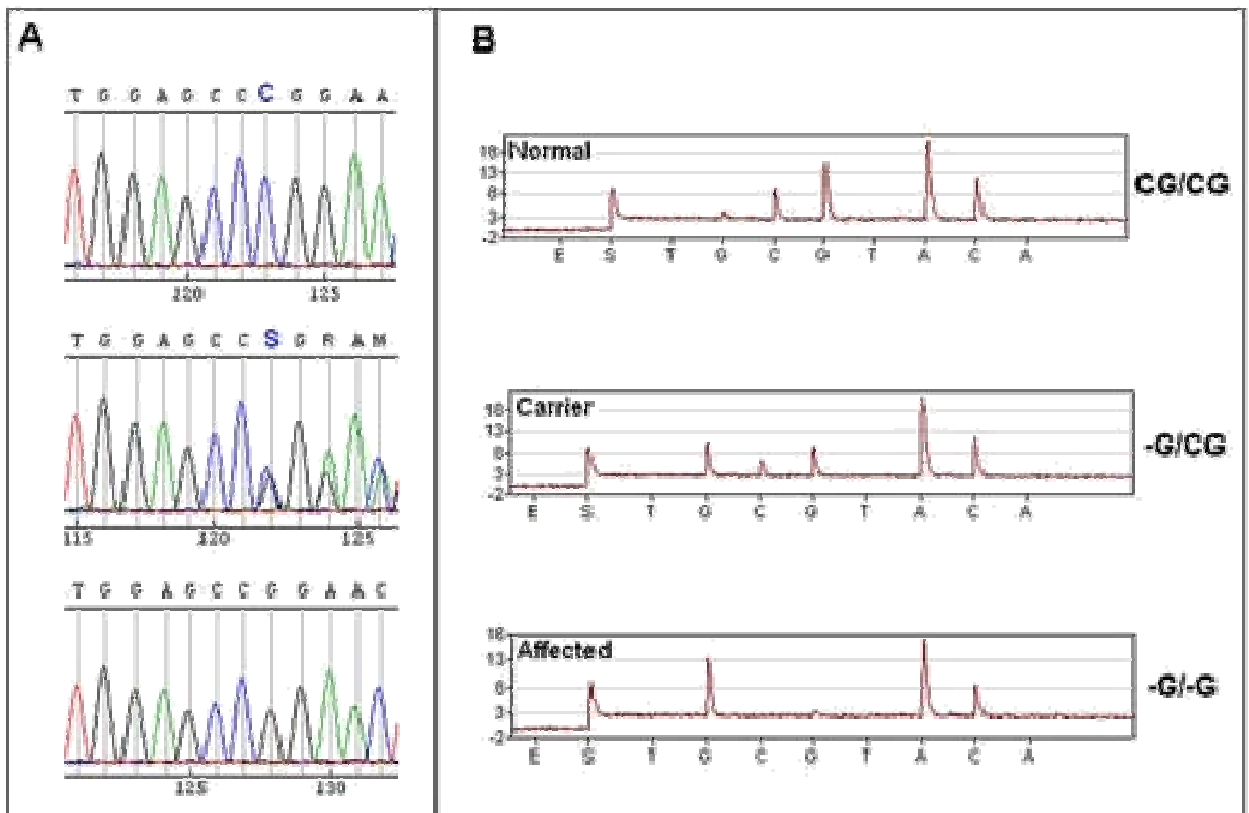 A
T G G A G C C C G G A A
120 125
T G G A G C C S G R A M
115 120 125
T G G A G C C G G A A C
125 130
B
Normal
18
13
8
3
-2
E S T G C G T A C A
CG/CG
Carrier
18
13
8
3
-2
E S T G C G T A C A
-G/CG
Affected
18
13
8
3
-2
E S T G C G T A C A
-G/-G